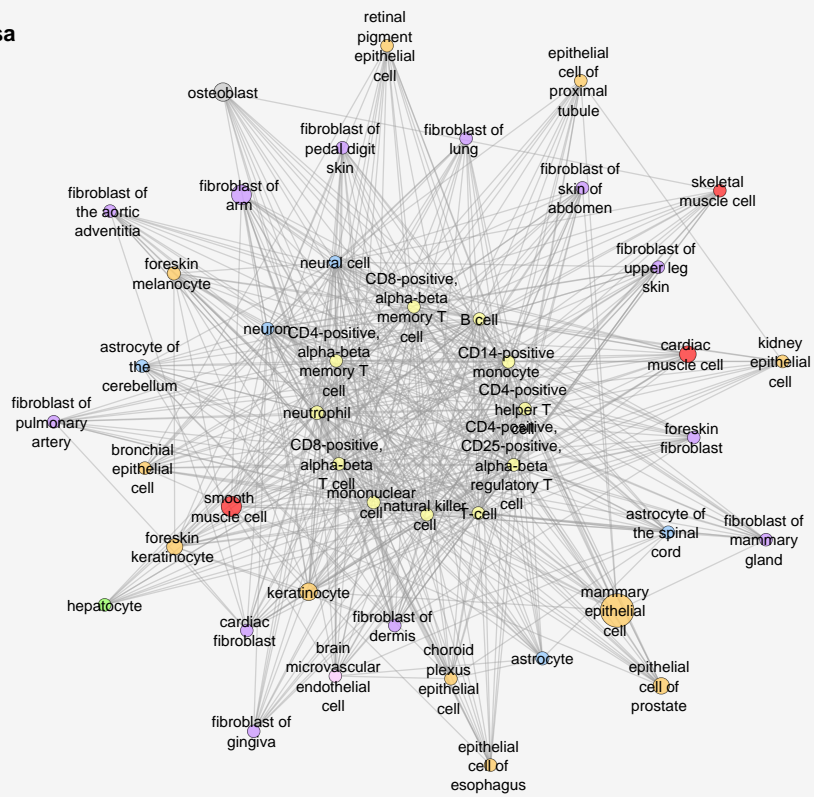 sa
retinal
pigment
epithelial
cell
epithelial
cell of
proximal
tubule
osteoblast
fibroblast of
pedal digit
skin
fibroblast of
lung
fibroblast of
skin of
abdomen
skeletal
muscle cell
fibroblast of
arm
fibroblast of
the aortic
adventitia
foreskin
melanocyte
neural cell
fibroblast of
upper leg
skin
CD8-positive,
alpha-beta
memory T
cell
B cell
neuron
CD4-positive,
alpha-beta
memory T
cell
CD14-positive
monocyte
cardiac
muscle cell
kidney
epithelial
cell
astrocyte of
the
cerebellum
CD4-positive
helper T
cell
fibroblast of
pulmonary
artery
neutrophil
CD4-positive,
CD25-positive,
alpha-beta
regulatory T
cell
foreskin
fibroblast
bronchial
epithelial
cell
CD8-positive,
alpha-beta
T cell
smooth
muscle cell
mononuclear
cell
natural killer
cell
T-cell
astrocyte of
the spinal
cord
fibroblast of
mammary
gland
foreskin
keratinocyte
hepatocyte
keratinocyte
mammary
epithelial
cell
cardiac
fibroblast
fibroblast of
dermis
brain
microvascular
endothelial
cell
choroid
plexus
epithelial
cell
astrocyte
epithelial
cell of
prostate
fibroblast of
gingiva
epithelial
cell of
esophagus